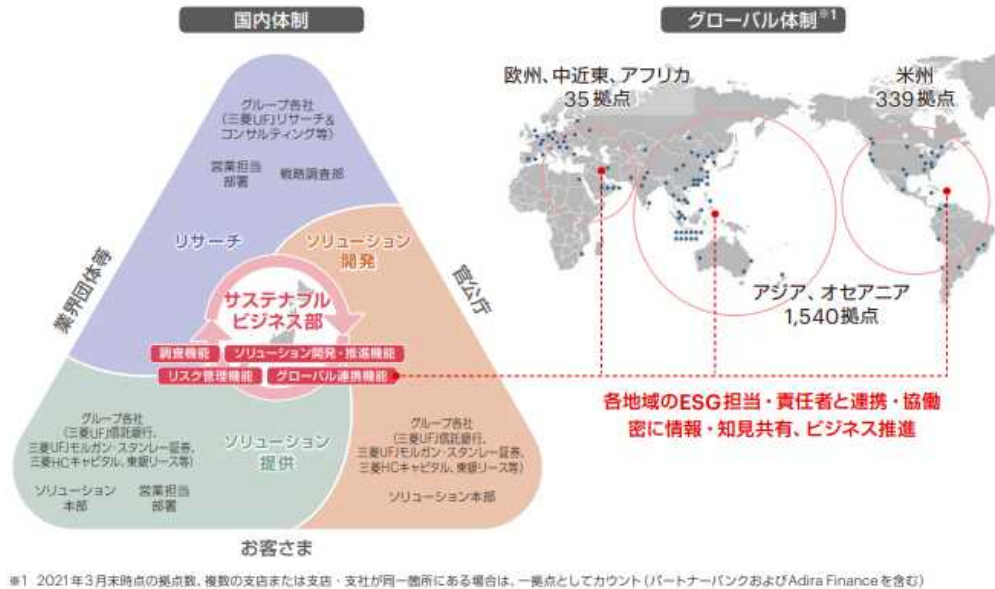 国内体制
グループ各社
(三菱UFJリサーチ&
コンサルティング等)
営業担当
部署
戦略調査部
リサーチ
ソリューション
開発
業界団体等
官公庁
サステナブル
ビジネス部
調査機能
ソリューション開発・推進機能
リスク管理機能
グローバル連携機能
グループ各社
(三菱UFJ信託銀行、
三菱UFJモルガン・スタンレー証券、
三菱HCキャピタル、東銀リース等)
ソリューション
本部
営業担当
部署
ソリューション
提供
グループ各社
(三菱UFJ信託銀行、
三菱UFJモルガン・スタンレー証券、
三菱HCキャピタル、東銀リース等)
ソリューション本部
お客さま
グローバル体制※1
欧州、中近東、アフリカ
35拠点
米州
339拠点
アジア、オセアニア
1,540拠点
各地域のESG担当・責任者と連携・協働
密に情報・知見共有、ビジネス推進
※1 2021年3月末時点の拠点数、複数の支店または支店・支社が同一箇所にある場合は、一拠点としてカウント(パートナーバンクおよびAdira Financeを含む)